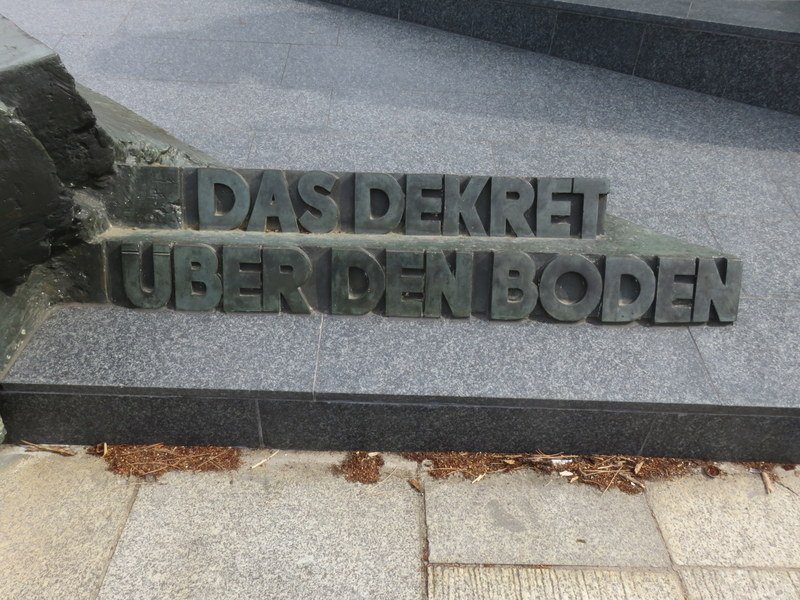 DAS DEKRET
ÜBER DEN BODEN